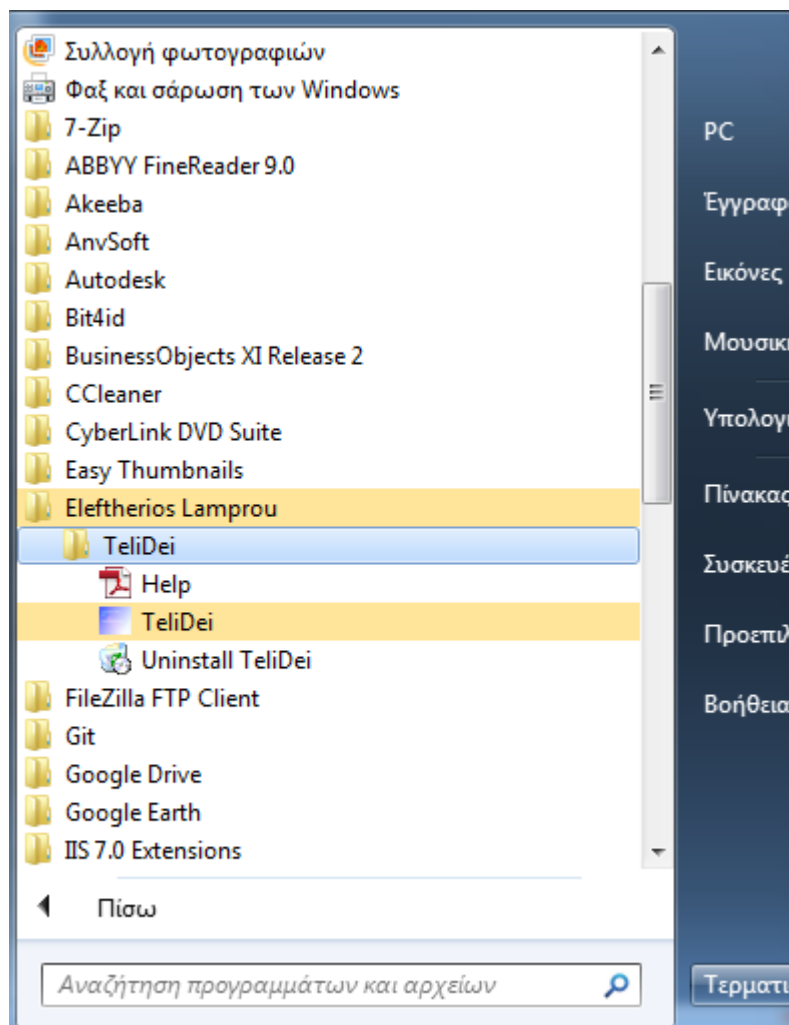 Συλλογή φωτογραφιών
Φαξ και σάρωση των Windows
7-Zip
ABBYY FineReader 9.0
Akeeba
AnvSoft
Autodesk
Bit4id
BusinessObjects XI Release 2
CCleaner
CyberLink DVD Suite
Easy Thumbnails
Eleftherios Lamprou
TeliDei
Help
TeliDei
Uninstall TeliDei
FileZilla FTP Client
Git
Google Drive
Google Earth
IIS 7.0 Extensions
Πίσω
Αναζήτηση προγραμμάτων και αρχείων
PC
Εικόνες
Πίνακας
Βοήθεια